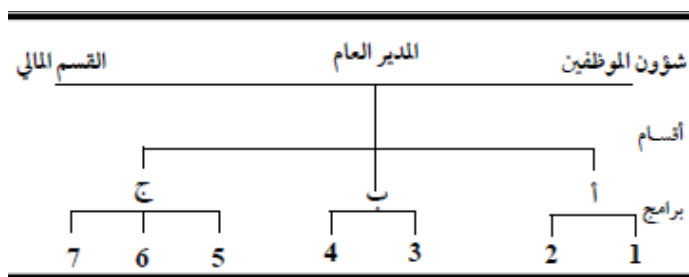 شؤون الموظفين المدير العام القسم المالي
أقسام
أ ب ج
برامج
1 2 3 4 5 6 7